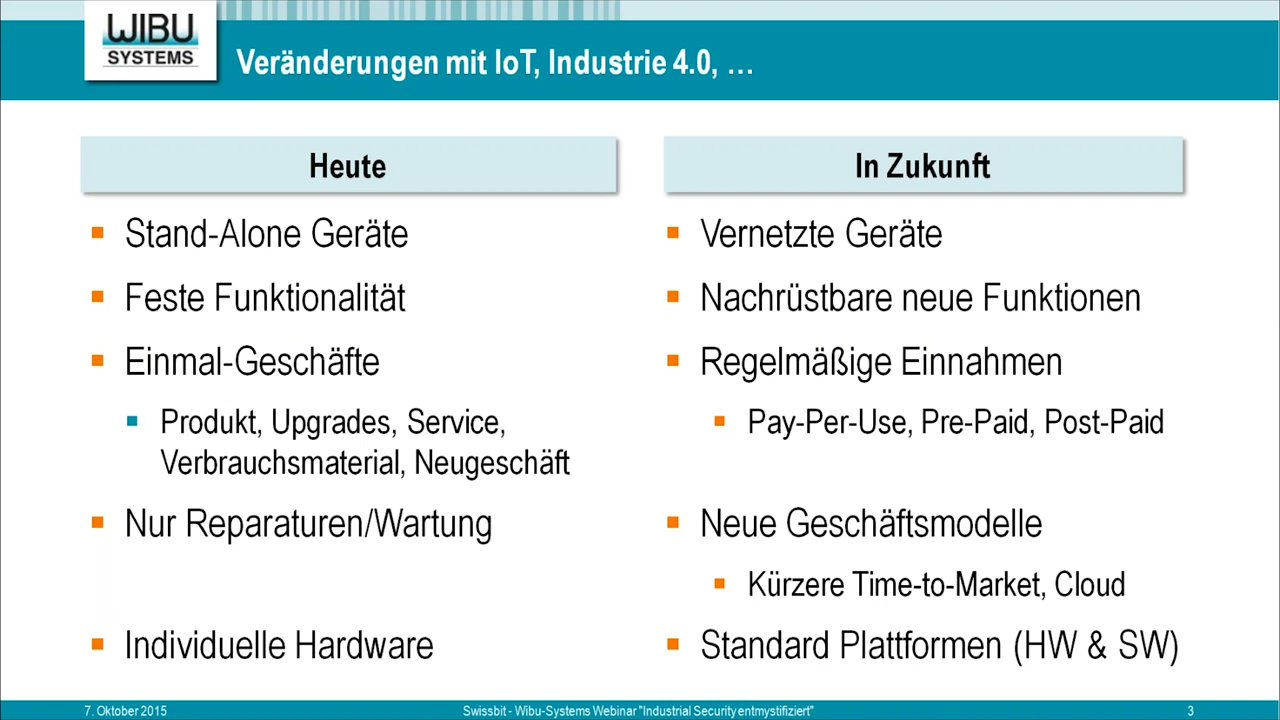 WIBU
SYSTEMS
Veränderungen mit IoT, Industrie 4.0, …
Heute
Stand-Alone Geräte
Feste Funktionalität
Einmal-Geschäfte
Produkt, Upgrades, Service,
Verbrauchsmaterial, Neugeschäft
Nur Reparaturen/Wartung
Individuelle Hardware
In Zukunft
Vernetzte Geräte
Nachrüstbare neue Funktionen
Regelmäßige Einnahmen
Pay-Per-Use, Pre-Paid, Post-Paid
Neue Geschäftsmodelle
Kürzere Time-to-Market, Cloud
Standard Plattformen (HW & SW)
7. Oktober 2015
Swissbit - Wibu-Systems Webinar "Industrial Security entmystifiziert"
3